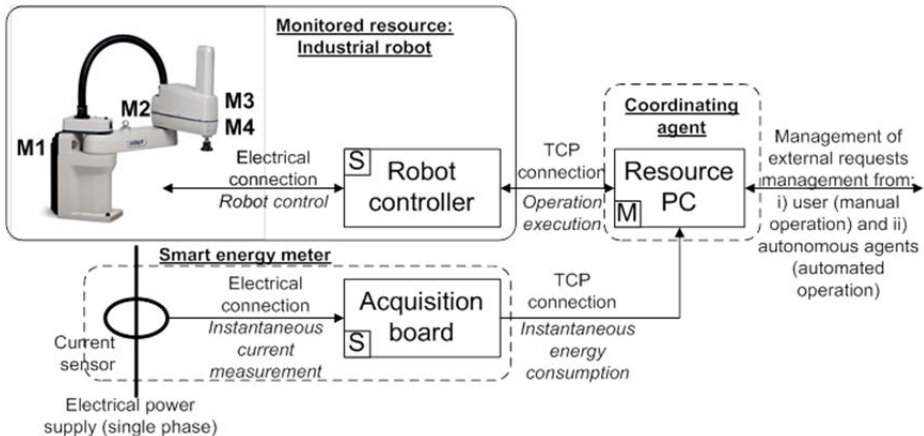 Monitored resource:
Industrial robot
M1
M2
M3
M4
Electrical
connection
Robot control
S
Robot
controller
TCP
connection
Operation
execution
Coordinating
agent
Resource
PC
M
Management of
external requests
management from:
i) user (manual
operation) and ii)
autonomous agents
(automated
operation)
Smart energy meter
Current
sensor
Electrical
connection
Instantaneous
current
measurement
Acquisition
board
S
TCP
connection
Instantaneous
energy
consumption
Electrical power
supply (single phase)